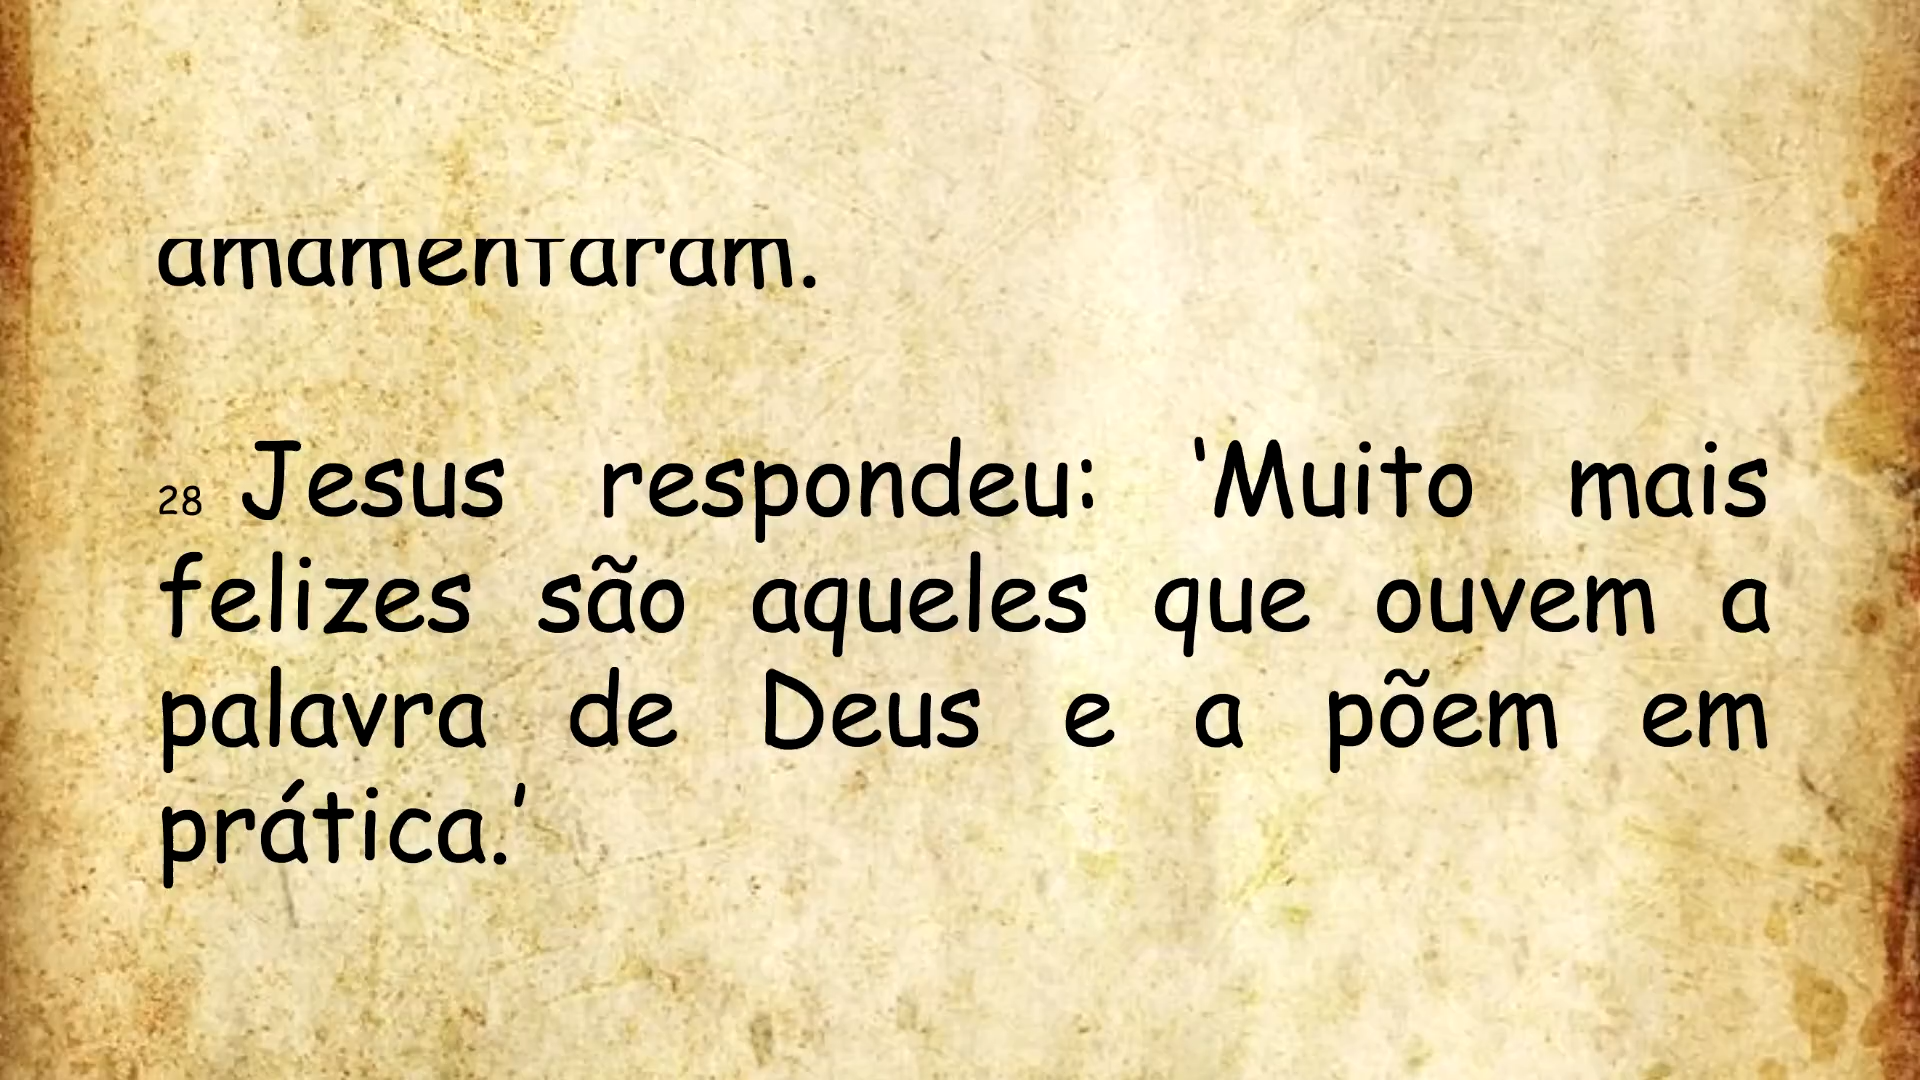 amamentaram.
28 Jesus respondeu: ‘Muito mais
felizes são aqueles que ouvem a
palavra de Deus e a põem em
prática.’